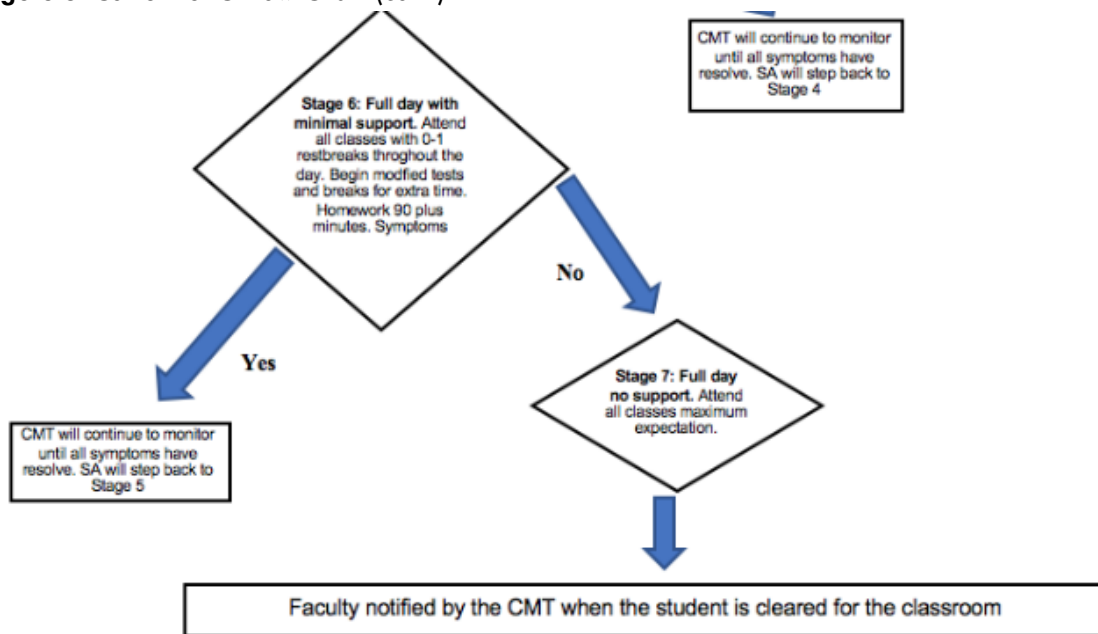 CMT will continue to monitor
until all symptoms have
resolve. SA will step back to
Stage 4
Stage 6: Full day with
minimal support. Attend
all classes with 0-1
restbreaks throghout the
day. Begin modfied tests
and breaks for extra time.
Homework 90 plus
minutes. Symptoms
No
Yes
Stage 7: Full day
no support. Attend
all classes maximum
expectation.
CMT will continue to monitor
until all symptoms have
resolve. SA will step back to
Stage 5
Faculty notified by the CMT when the student is cleared for the classroom